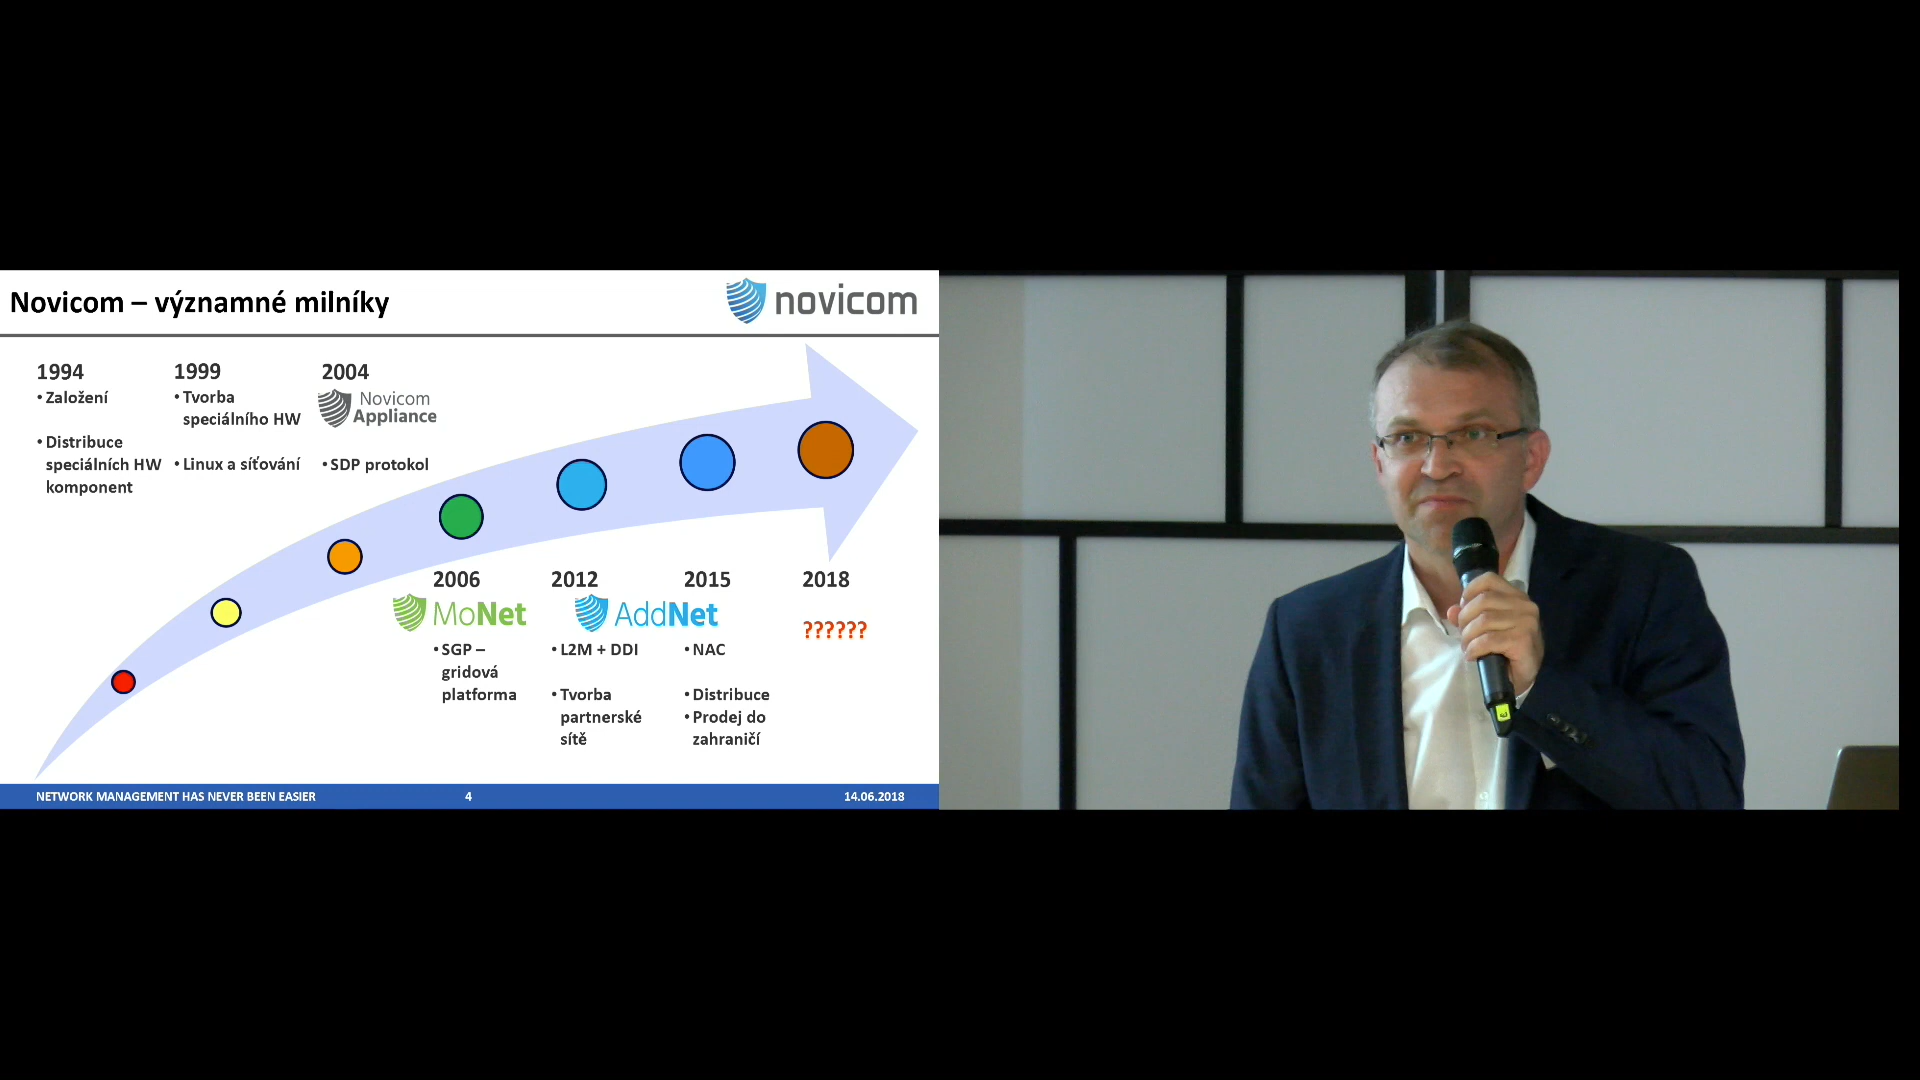 Novicom – významné milníky
novicom
1994
• Založení
• Distribuce
speciálních HW
komponent
1999
• Tvorba
speciálního HW
• Linux a síťování
2004
Novicom
Appliance
• SDP protokol
2006
MoNet
• SGP –
gridová
platforma
2012
AddNet
• L2M + DDI
• Tvorba
partnerské
sítě
2015
• NAC
• Distribuce
• Prodej do
zahraničí
2018
??????
NETWORK MANAGEMENT HAS NEVER BEEN EASIER
4
14.06.2018